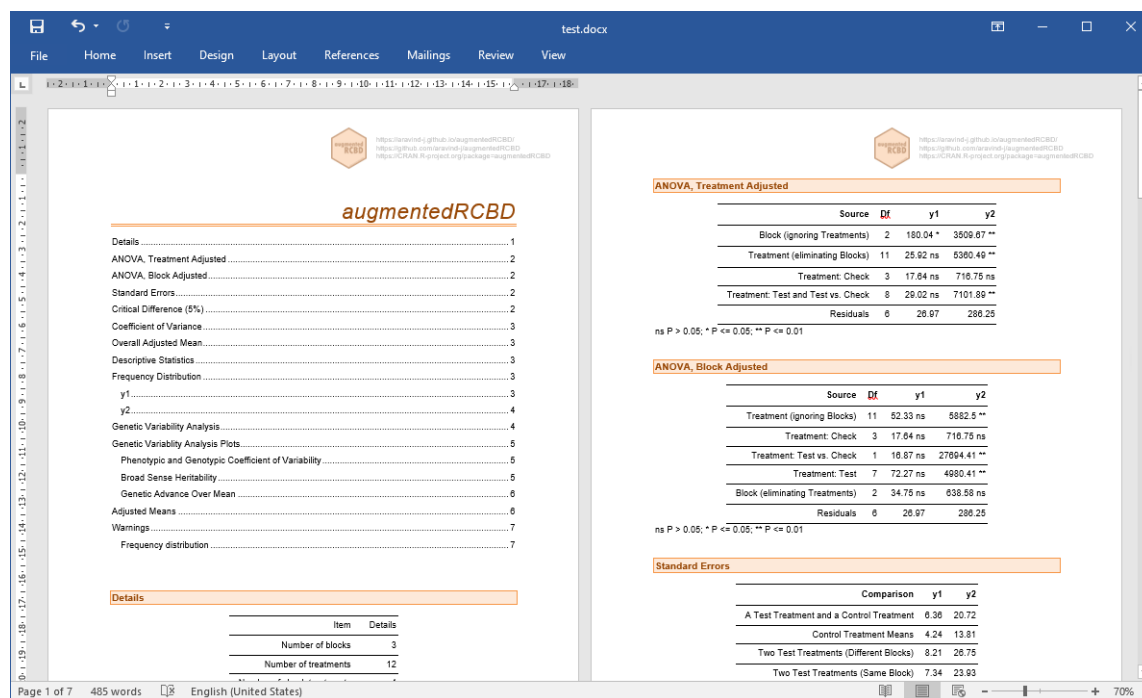 test.docx
File Home Insert Design Layout References Mailings Review View
augmented
RCBD
https://aravind-j.github.io/augmentedRCBD/
https://github.com/aravind-j/augmentedRCBD
https://CRAN.R-project.org/package=augmentedRCBD
augmentedRCBD
Details 1
ANOVA, Treatment Adjusted 2
ANOVA, Block Adjusted 2
Standard Errors 2
Critical Difference (5%) 2
Coefficient of Variance 3
Overall Adjusted Mean 3
Descriptive Statistics 3
Frequency Distribution 3
y1 3
y2 4
Genetic Variability Analysis 4
Genetic Variablity Analysis Plots 5
Phenotypic and Genotypic Coefficient of Variability 5
Broad Sense Heritability 5
Genetic Advance Over Mean 6
Adjusted Means 6
Warnings 7
Frequency distribution 7
Details
Item Details
Number of blocks 3
Number of treatments 12
augmented
RCBD
https://aravind-j.github.io/augmentedRCBD/
https://github.com/aravind-j/augmentedRCBD
https://CRAN.R-project.org/package=augmentedRCBD
ANOVA, Treatment Adjusted
Source Df y1 y2
Block (ignoring Treatments) 2 180.04 * 3509.67 **
Treatment (eliminating Blocks) 11 25.92 ns 5360.49 **
Treatment: Check 3 17.64 ns 716.75 ns
Treatment: Test and Test vs. Check 8 29.02 ns 7101.89 **
Residuals 6 26.97 286.25
ns P > 0.05; * P <= 0.05; ** P <= 0.01
ANOVA, Block Adjusted
Source Df y1 y2
Treatment (ignoring Blocks) 11 52.33 ns 5882.5 **
Treatment: Check 3 17.64 ns 716.75 ns
Treatment: Test vs. Check 1 16.87 ns 27694.41 **
Treatment: Test 7 72.27 ns 4980.41 **
Block (eliminating Treatments) 2 34.75 ns 638.58 ns
Residuals 6 26.97 286.25
ns P > 0.05; * P <= 0.05; ** P <= 0.01
Standard Errors
Comparison y1 y2
A Test Treatment and a Control Treatment 6.36 20.72
Control Treatment Means 4.24 13.81
Two Test Treatments (Different Blocks) 8.21 26.75
Two Test Treatments (Same Block) 7.34 23.93
Page 1 of 7 485 words English (United States) 70%